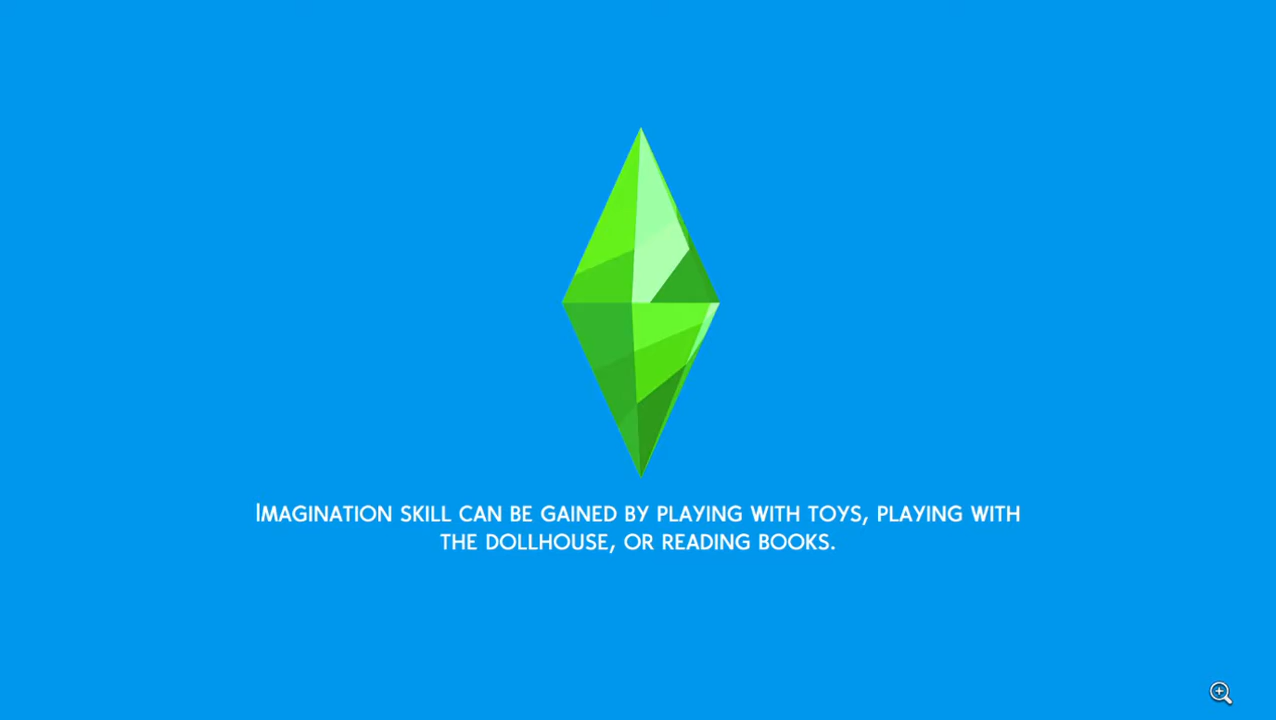 Imagination skill can be gained by playing with toys, playing with
the dollhouse, or reading books.